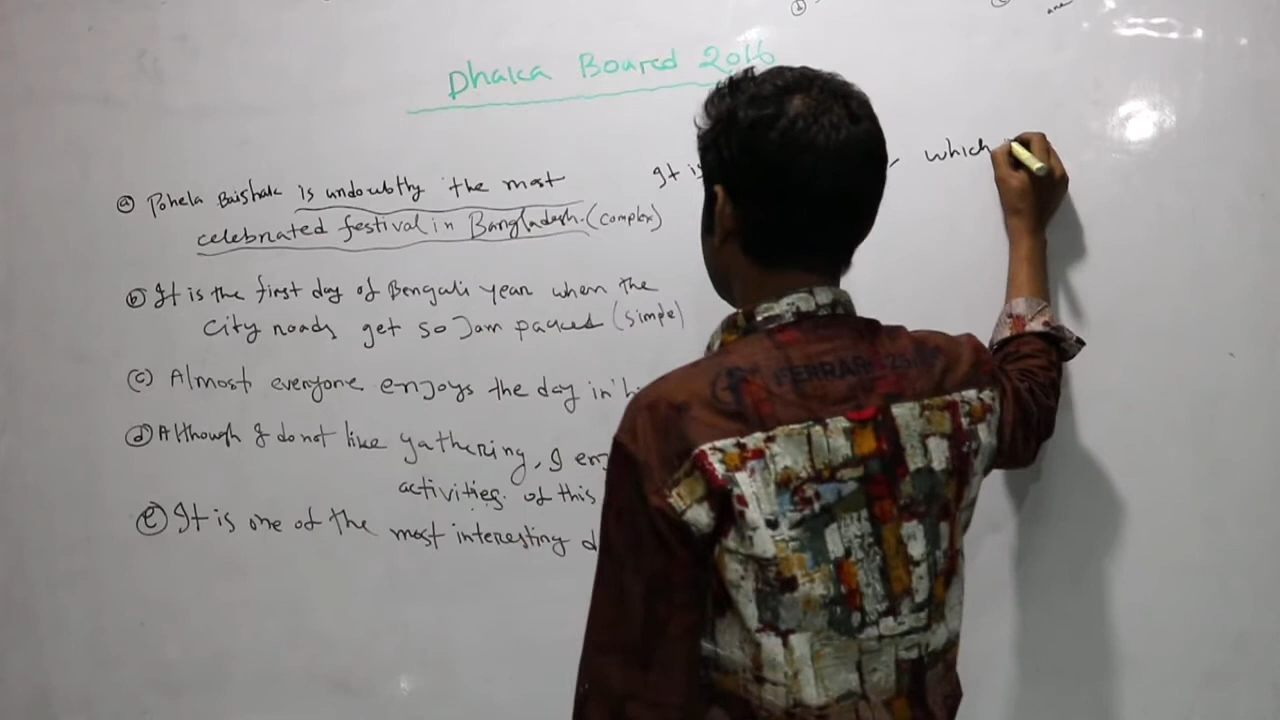 Dhaka Board 2016
(a) Pohela Baishak is undoubtly the most
celebrated festival in Bangladesh. (complex)
It is
which
(b) It is the first day of Bengali year when the
city roads get so Jam packed (simple)
(c) Almost everyone enjoys the day in
(d) Although I do not like gathering, I
activities. of this
(e) It is one of the most interesting
FERRARI